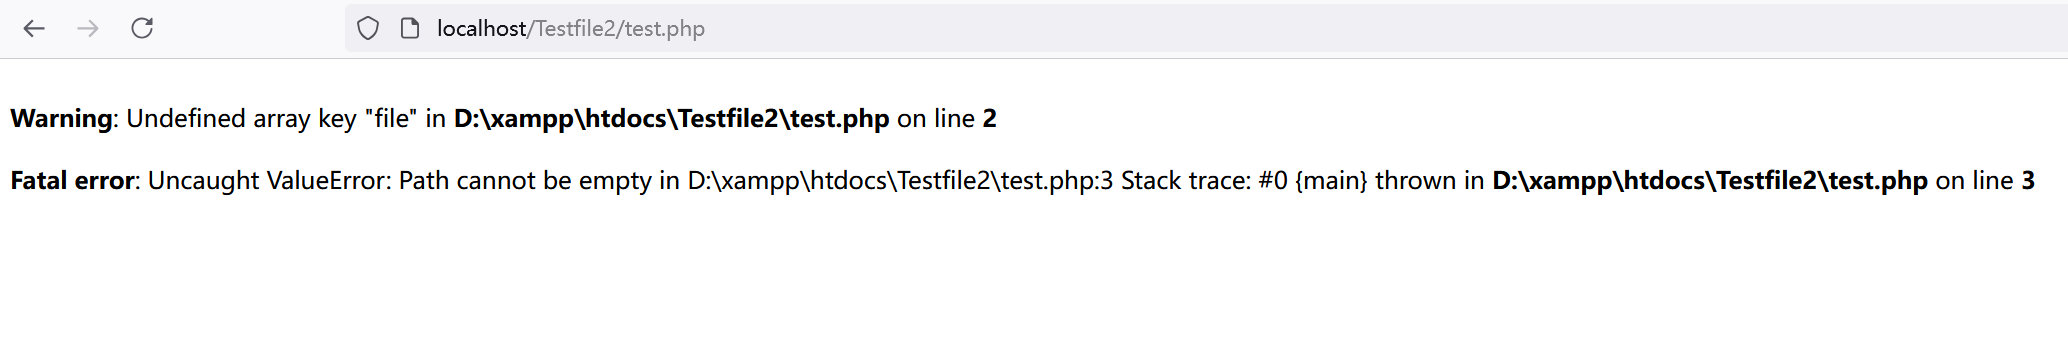 localhost/Testfile2/test.php
Warning: Undefined array key "file" in D:\xampp\htdocs\Testfile2\test.php on line 2
Fatal error: Uncaught ValueError: Path cannot be empty in D:\xampp\htdocs\Testfile2\test.php:3 Stack trace: #0 {main} thrown in D:\xampp\htdocs\Testfile2\test.php on line 3